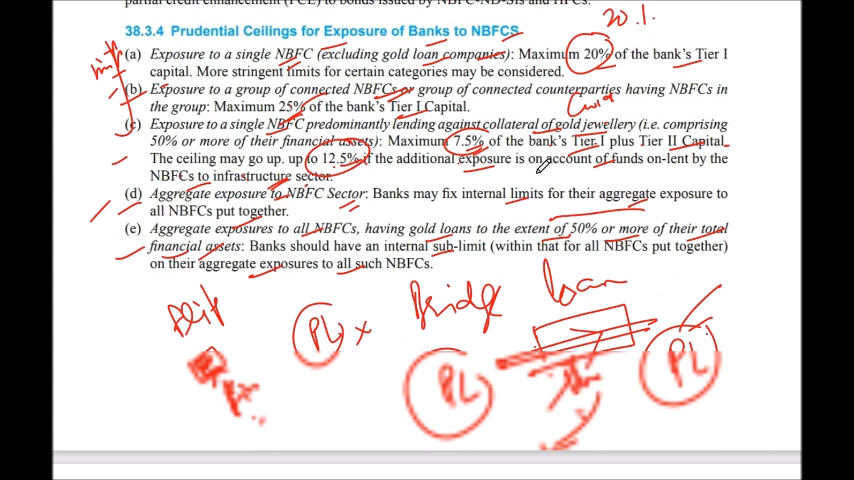 partial credit enhancement (PCE) to bonds issued by NBFC-ND-SIs and HFCs.
20%
38.3.4 Prudential Ceilings for Exposure of Banks to NBFCS
(a) Exposure to a single NBFC (excluding gold loan companies): Maximum 20% of the bank's Tier I
capital. More stringent limits for certain categories may be considered.
(b) Exposure to a group of connected NBFCs or group of connected counterparties having NBFCs in
the group: Maximum 25% of the bank's Tier I Capital.
(c) Exposure to a single NBFC predominantly lending against collateral of gold jewellery (i.e. comprising
50% or more of their financial assets): Maximum 7.5% of the bank's Tier I plus Tier II Capital.
The ceiling may go up, up to 12.5% if the additional exposure is on account of funds on-lent by the
NBFCs to infrastructure sector.
(d) Aggregate exposure to NBFC Sector: Banks may fix internal limits for their aggregate exposure to
all NBFCs put together.
(e) Aggregate exposures to all NBFCs, having gold loans to the extent of 50% or more of their total
financial assets: Banks should have an internal sub-limit (within that for all NBFCs put together)
on their aggregate exposures to all such NBFCs.
Bridge loan
PL x
PL
PL